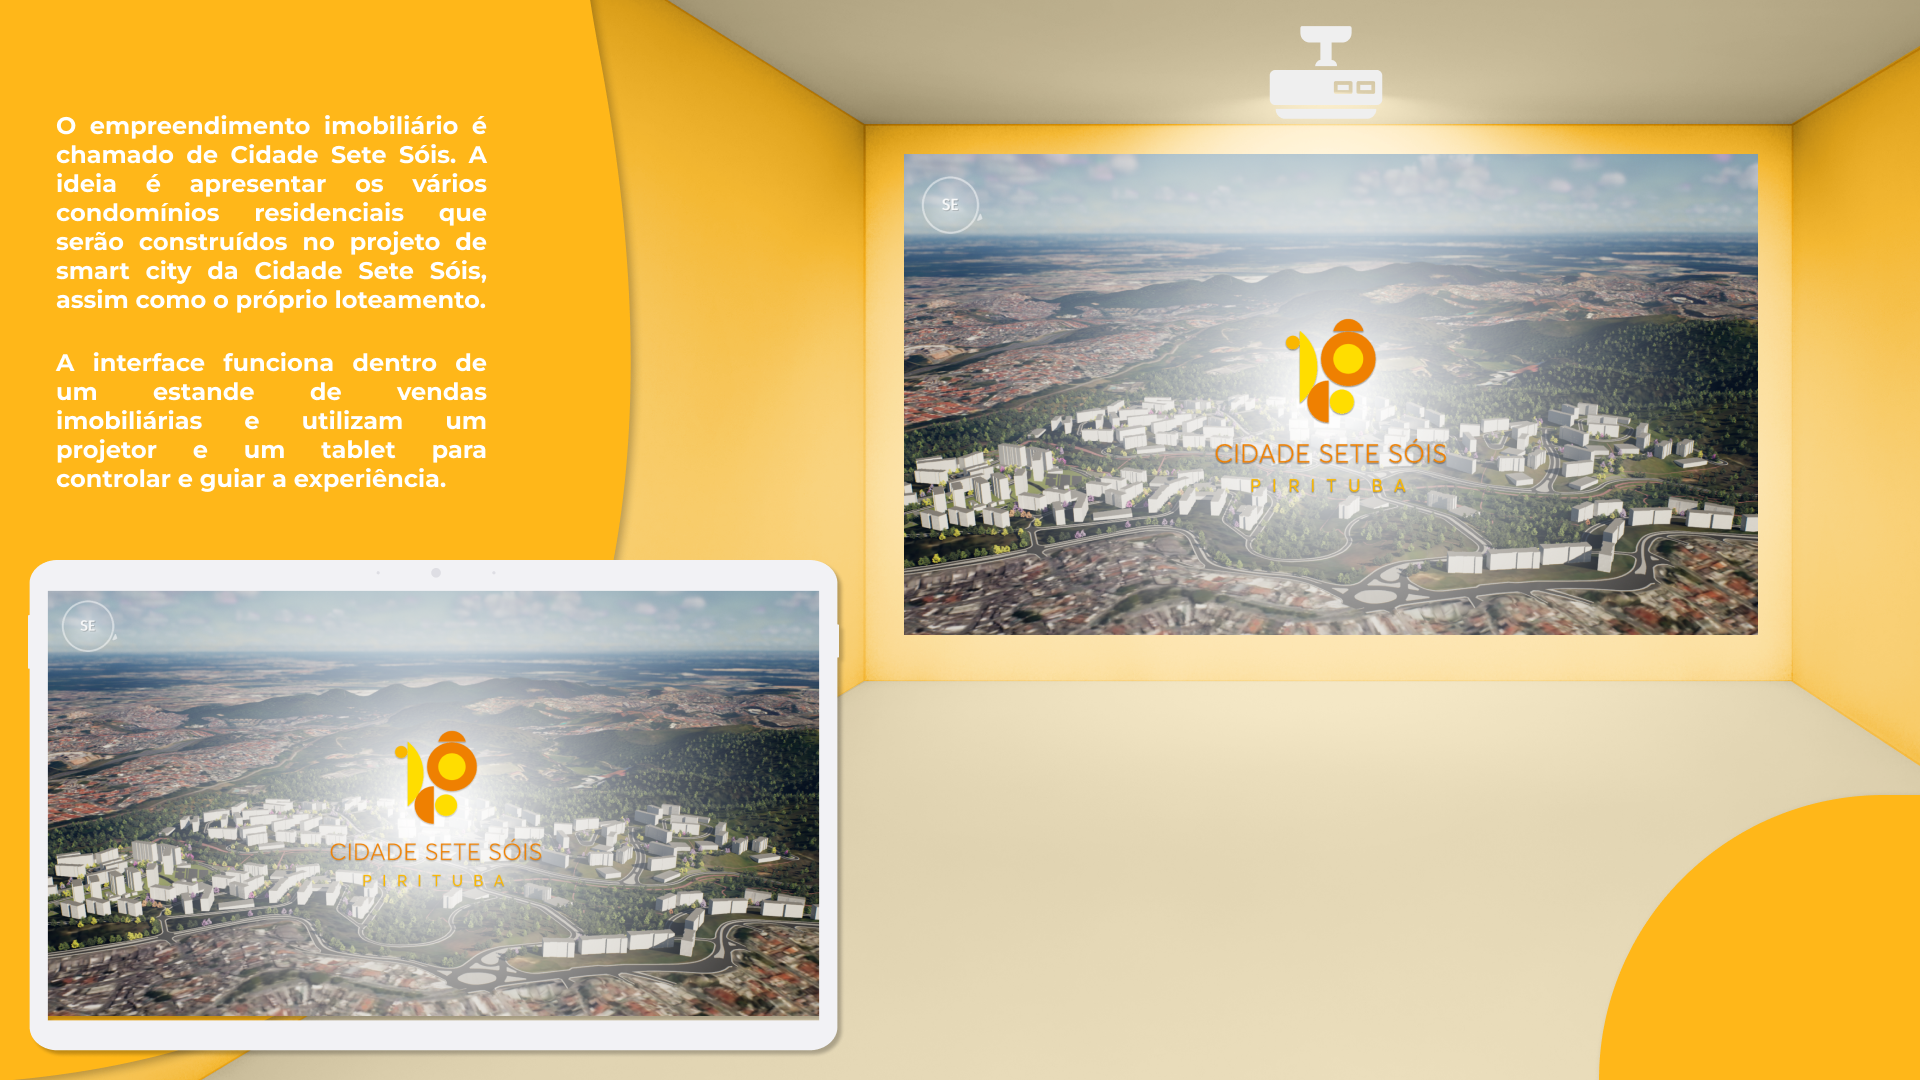 O empreendimento imobiliário é
chamado de Cidade Sete Sóis. A
ideia é apresentar os vários
condomínios residenciais que
serão construídos no projeto de
smart city da Cidade Sete Sóis,
assim como o próprio loteamento.
A interface funciona dentro de
um estande de vendas
imobiliárias e utilizam um
projetor e um tablet para
controlar e guiar a experiência.
SE
CIDADE SETE SÓIS
PIRITUBA
SE
CIDADE SETE SÓIS
PIRITUBA